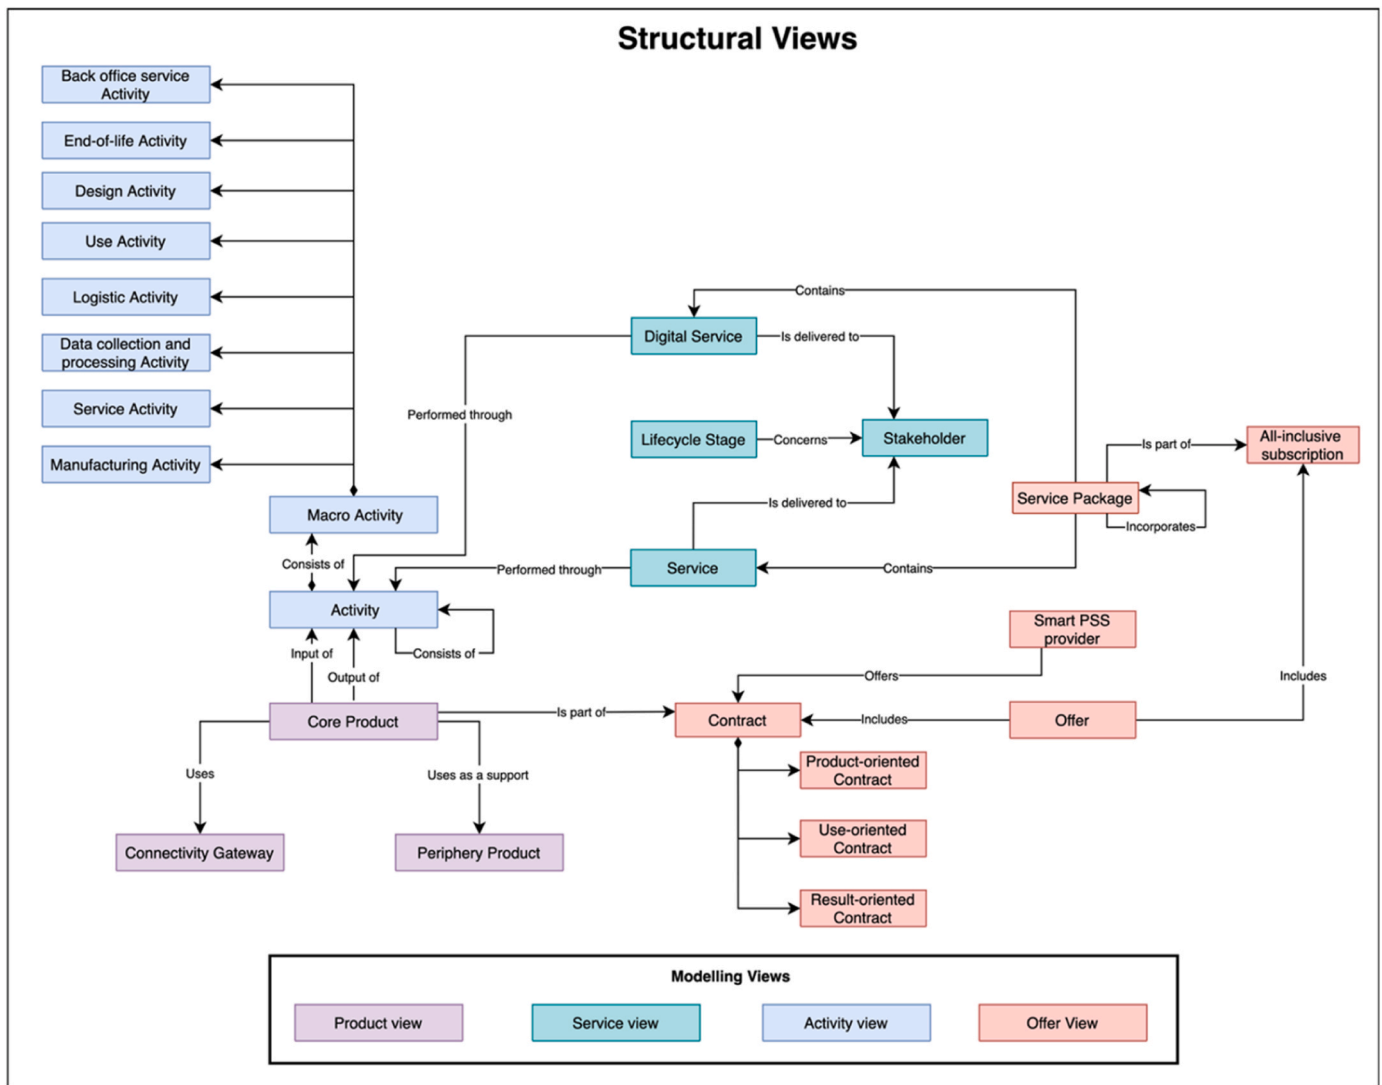 Structural Views
Back office service
Activity
End-of-life Activity
Design Activity
Use Activity
Logistic Activity
Data collection and
processing Activity
Service Activity
Manufacturing Activity
Macro Activity
Consists of
Activity
Consists of
Input of
Output of
Performed through
Performed through
Contains
Digital Service
Is delivered to
Lifecycle Stage
Concerns
Stakeholder
Is delivered to
Service
Contains
Is part of
All-inclusive
subscription
Service Package
Incorporates
Smart PSS
provider
Offers
Includes
Core Product
Is part of
Contract
Includes
Offer
Uses
Uses as a support
Connectivity Gateway
Periphery Product
Product-oriented
Contract
Use-oriented
Contract
Result-oriented
Contract
Modelling Views
Product view
Service view
Activity view
Offer View